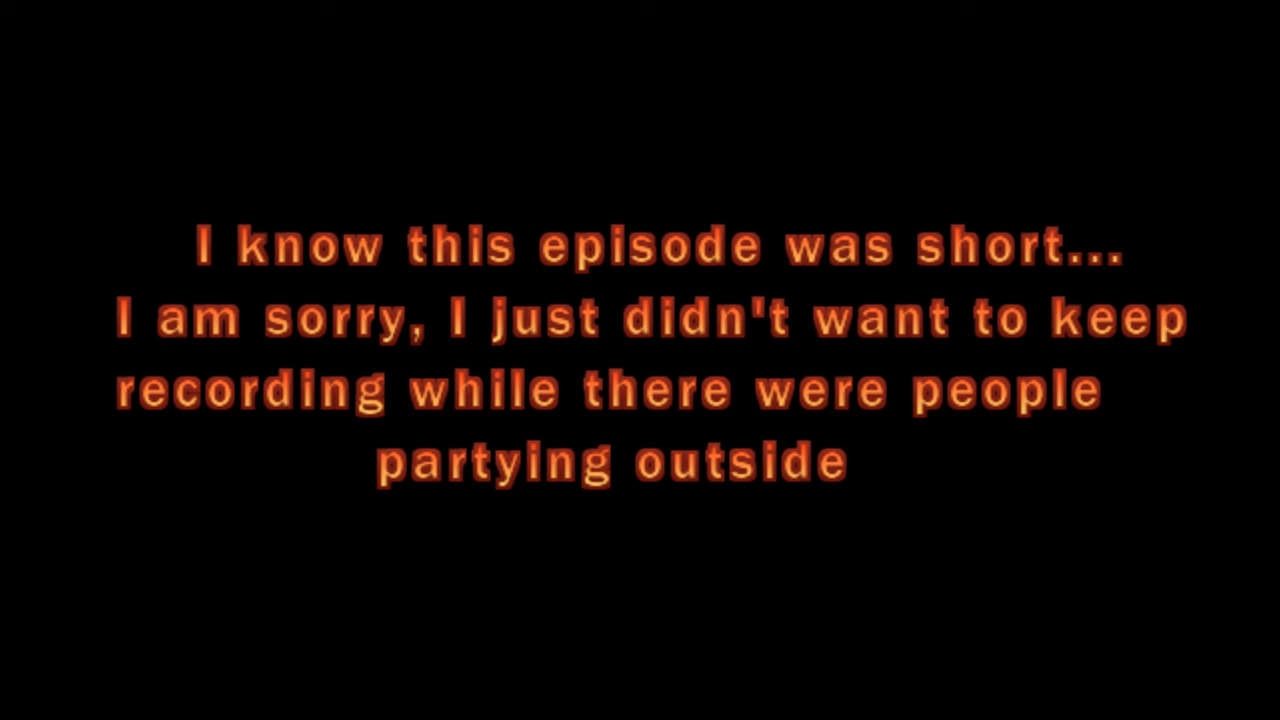 I know this episode was short...
I am sorry, I just didn't want to keep
recording while there were people
partying outside